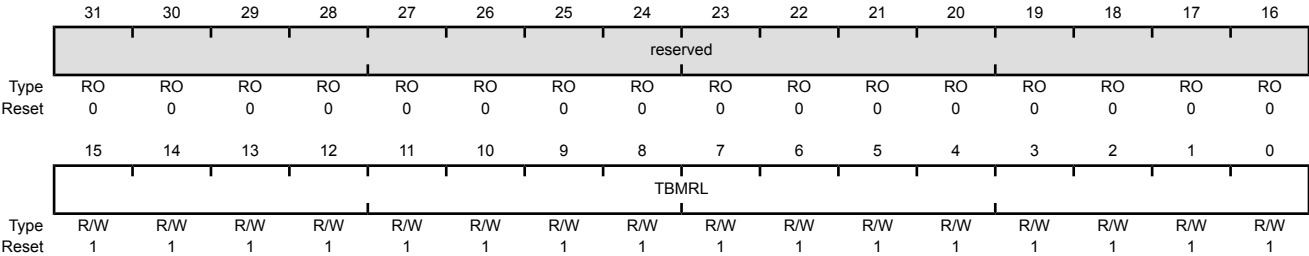 31 30 29 28 27 26 25 24 23 22 21 20 19 18 17 16
reserved
Type RO RO RO RO RO RO RO RO RO RO RO RO RO RO RO RO
Reset 0 0 0 0 0 0 0 0 0 0 0 0 0 0 0 0
15 14 13 12 11 10 9 8 7 6 5 4 3 2 1 0
TBMRL
Type R/W R/W R/W R/W R/W R/W R/W R/W R/W R/W R/W R/W R/W R/W R/W R/W
Reset 1 1 1 1 1 1 1 1 1 1 1 1 1 1 1 1